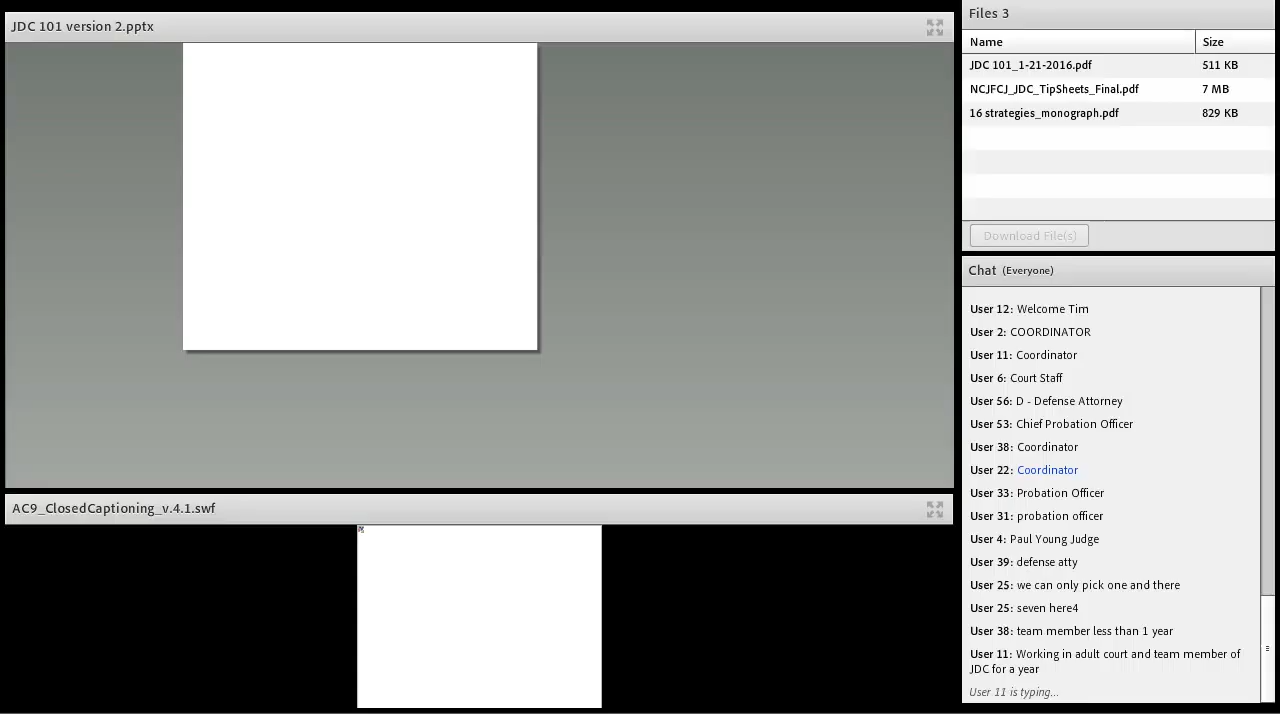 JDC 101 version 2.pptx
Files 3
Name Size
JDC 101_1-21-2016.pdf 511 KB
NCJFCJ_JDC_TipSheets_Final.pdf 7 MB
16 strategies_monograph.pdf 829 KB
Download File(s)
Chat (Everyone)
User 12: Welcome Tim
User 2: COORDINATOR
User 11: Coordinator
User 6: Court Staff
User 56: D - Defense Attorney
User 53: Chief Probation Officer
User 38: Coordinator
User 22: Coordinator
User 33: Probation Officer
User 31: probation officer
User 4: Paul Young Judge
User 39: defense atty
User 25: we can only pick one and there
User 25: seven here4
User 38: team member less than 1 year
User 11: Working in adult court and team member of
JDC for a year
User 11 is typing...
AC9_ClosedCaptioning_v.4.1.swf